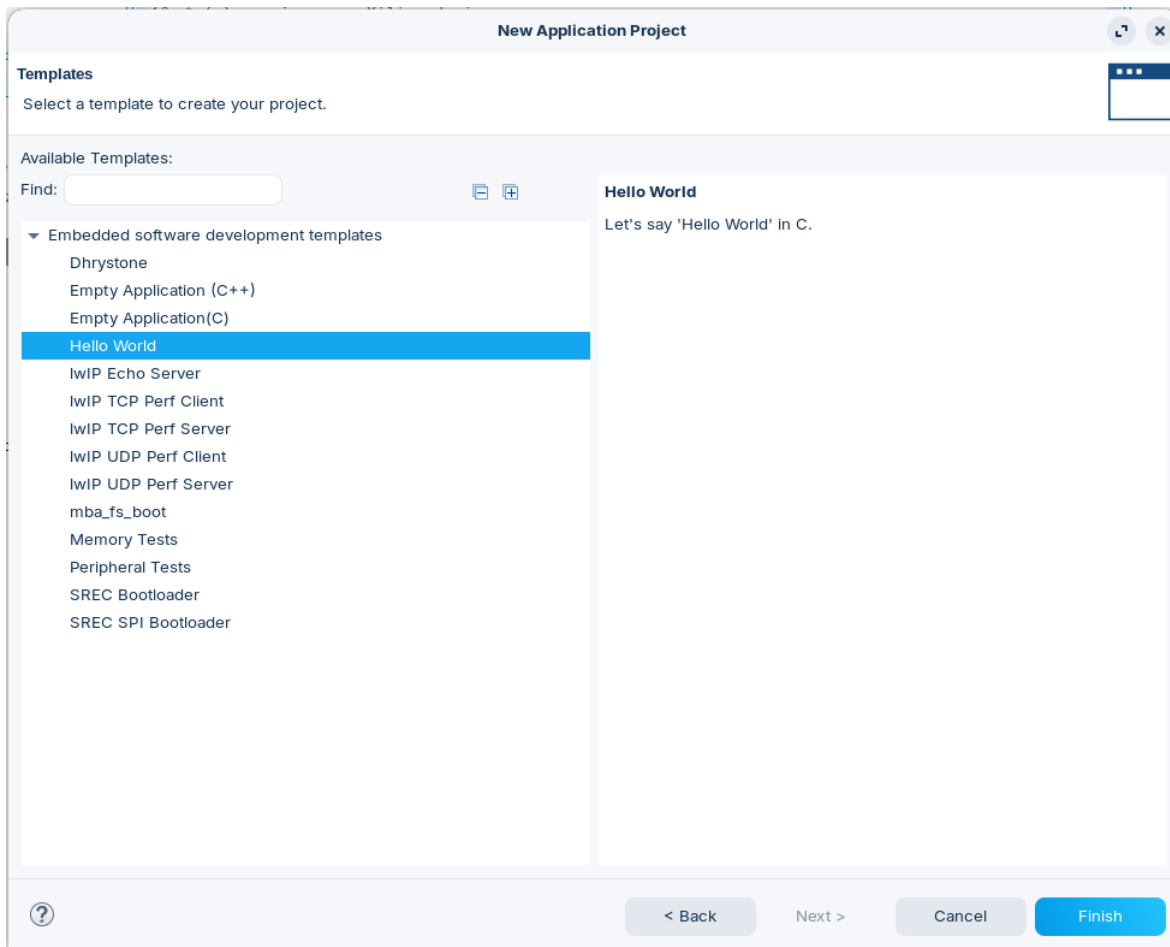 New Application Project
Templates
Select a template to create your project.
Available Templates:
Find:
Embedded software development templates
Dhrystone
Empty Application (C++)
Empty Application(C)
Hello World
lwIP Echo Server
lwIP TCP Perf Client
lwIP TCP Perf Server
lwIP UDP Perf Client
lwIP UDP Perf Server
mba_fs_boot
Memory Tests
Peripheral Tests
SREC Bootloader
SREC SPI Bootloader
Hello World
Let's say 'Hello World' in C.
?
< Back
Next >
Cancel
Finish